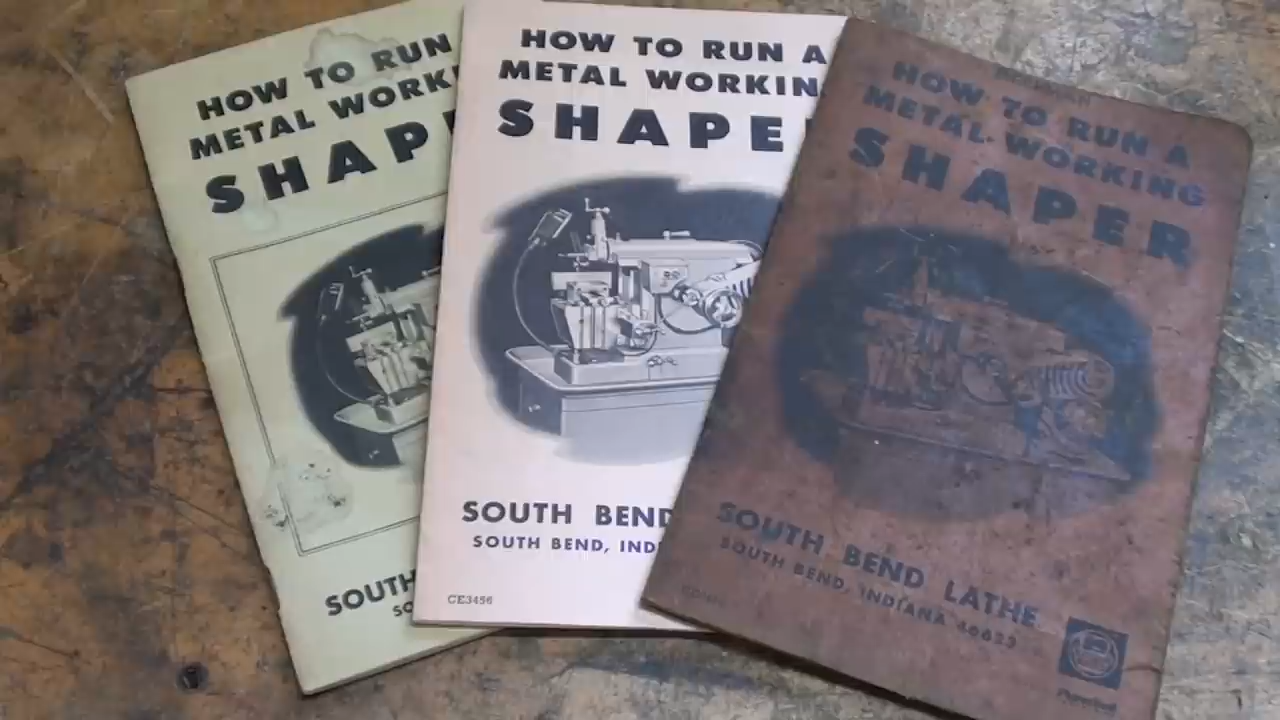 HOW TO RUN
METAL WORK
SHAP
SOUTH
SO
HOW TO RUN A
METAL WORKIN
SHAPE
SOUTH BEND
SOUTH BEND, IND
CE3456
HOW TO RUN A
METAL WORKING
SHAPER
SOUTH BEND LATHE
SOUTH BEND, INDIANA 46623